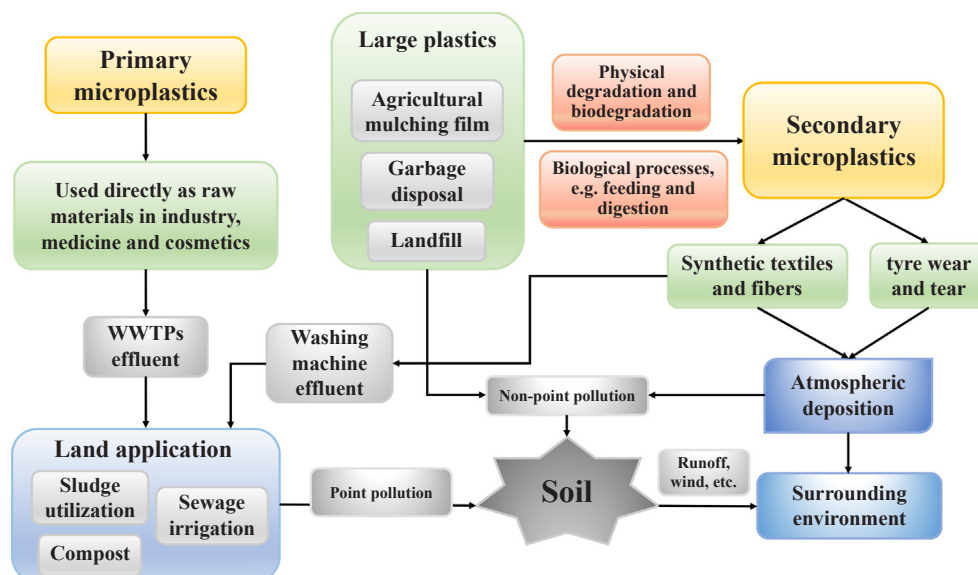 Primary
microplastics
Used directly as raw
materials in industry,
medicine and cosmetics
WWTPs
effluent
Land application
Sludge
utilization
Sewage
irrigation
Compost
Large plastics
Agricultural
mulching film
Garbage
disposal
Landfill
Physical
degradation and
biodegradation
Biological processes,
e.g. feeding and
digestion
Secondary
microplastics
Synthetic textiles
and fibers
tyre wear
and tear
Washing
machine
effluent
Non-point pollution
Atmospheric
deposition
Point pollution
Soil
Runoff,
wind, etc.
Surrounding
environment